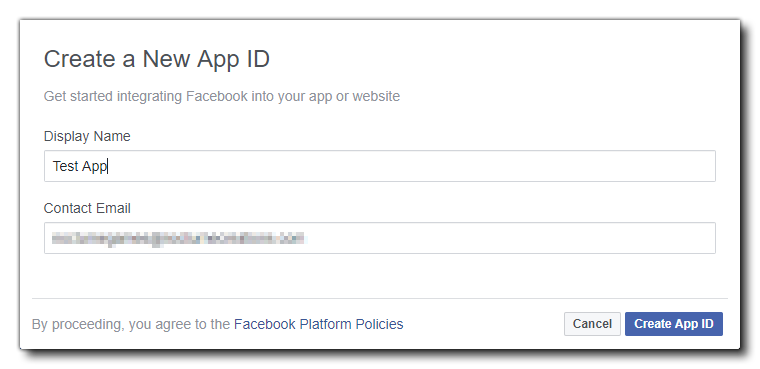 Create a New App ID
Get started integrating Facebook into your app or website
Display Name
Test App
Contact Email
By proceeding, you agree to the Facebook Platform Policies
Cancel
Create App ID